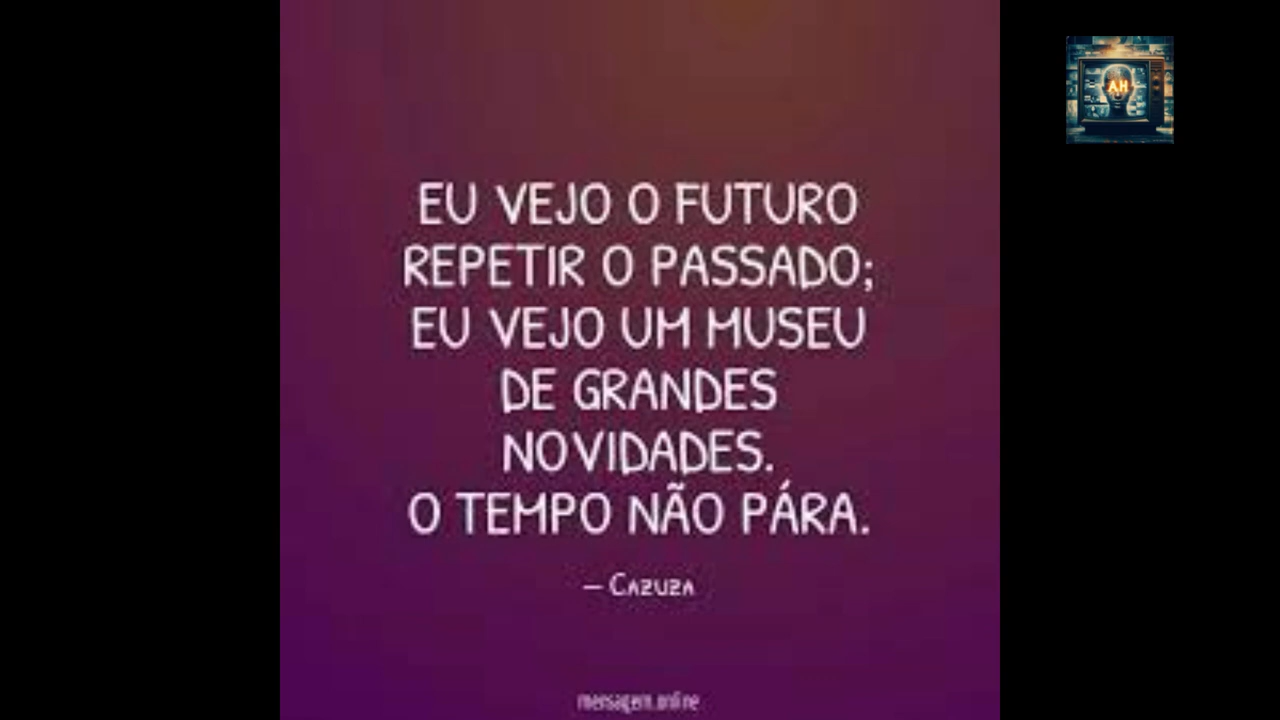 AH
EU VEJO O FUTURO
REPETIR O PASSADO;
EU VEJO UM MUSEU
DE GRANDES
NOVIDADES.
O TEMPO NÃO PÁRA.
— CAZUZA
mensagem.online